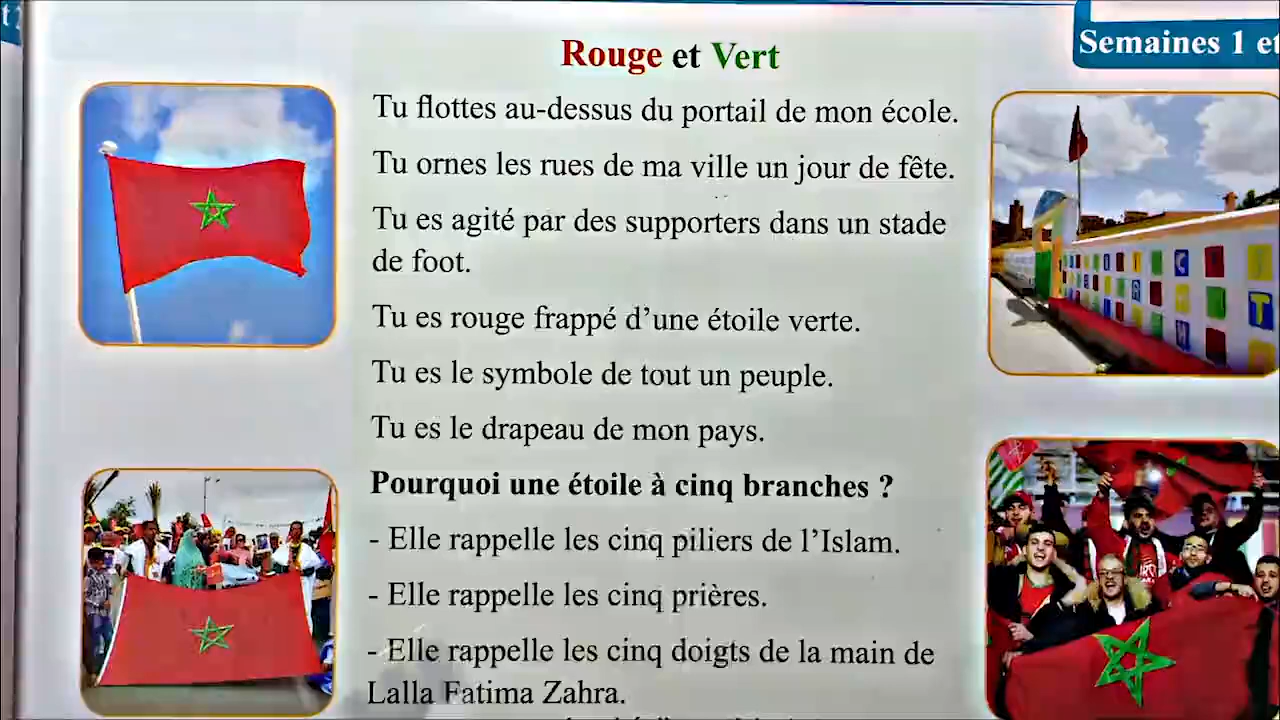 Semaines 1 et
Rouge et Vert
Tu flottes au-dessus du portail de mon école.
Tu ornes les rues de ma ville un jour de fête.
Tu es agité par des supporters dans un stade
de foot.
Tu es rouge frappé d’une étoile verte.
Tu es le symbole de tout un peuple.
Tu es le drapeau de mon pays.
Pourquoi une étoile à cinq branches ?
- Elle rappelle les cinq piliers de l’Islam.
- Elle rappelle les cinq prières.
- Elle rappelle les cinq doigts de la main de
Lalla Fatima Zahra.